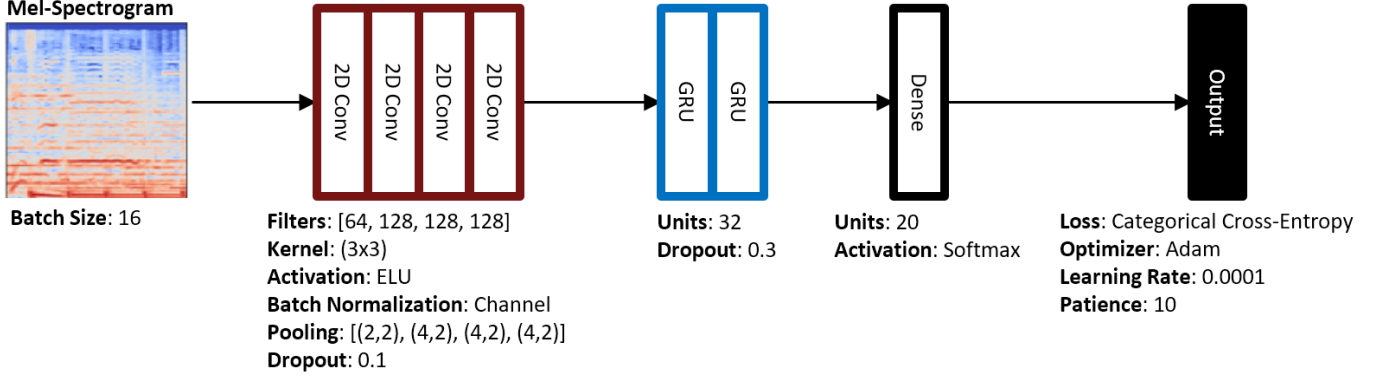 Mel-Spectrogram
Batch Size: 16
2D Conv
2D Conv
2D Conv
2D Conv
Filters: [64, 128, 128, 128]
Kernel: (3x3)
Activation: ELU
Batch Normalization: Channel
Pooling: [(2,2), (4,2), (4,2), (4,2)]
Dropout: 0.1
GRU
GRU
Units: 32
Dropout: 0.3
Dense
Units: 20
Activation: Softmax
Output
Loss: Categorical Cross-Entropy
Optimizer: Adam
Learning Rate: 0.0001
Patience: 10